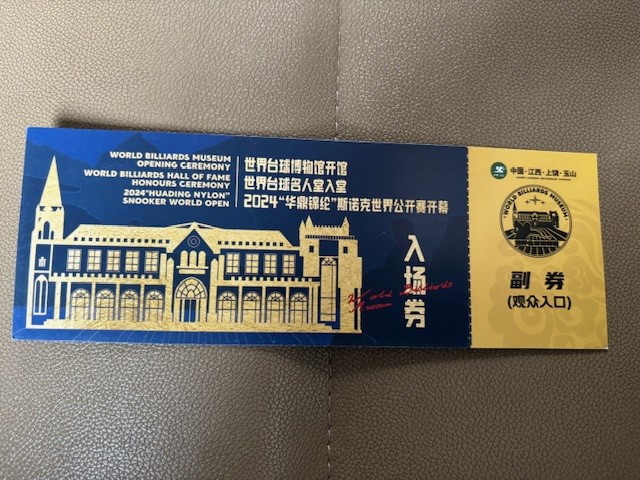 WORLD BILLIARDS MUSEUM
OPENING CEREMONY
WORLD BILLIARDS HALL OF FAME
HONOURS CEREMONY
2024"HUADING NYLON"
SNOOKER WORLD OPEN
世界台球博物馆开馆
世界台球名人堂入堂
2024“华鼎锦纶”斯诺克世界公开赛开幕
入场券
World Billiards
Museum
中国·江西·上饶·玉山
WORLD BILLIARDS MUSEUM
副 券
(观众入口)